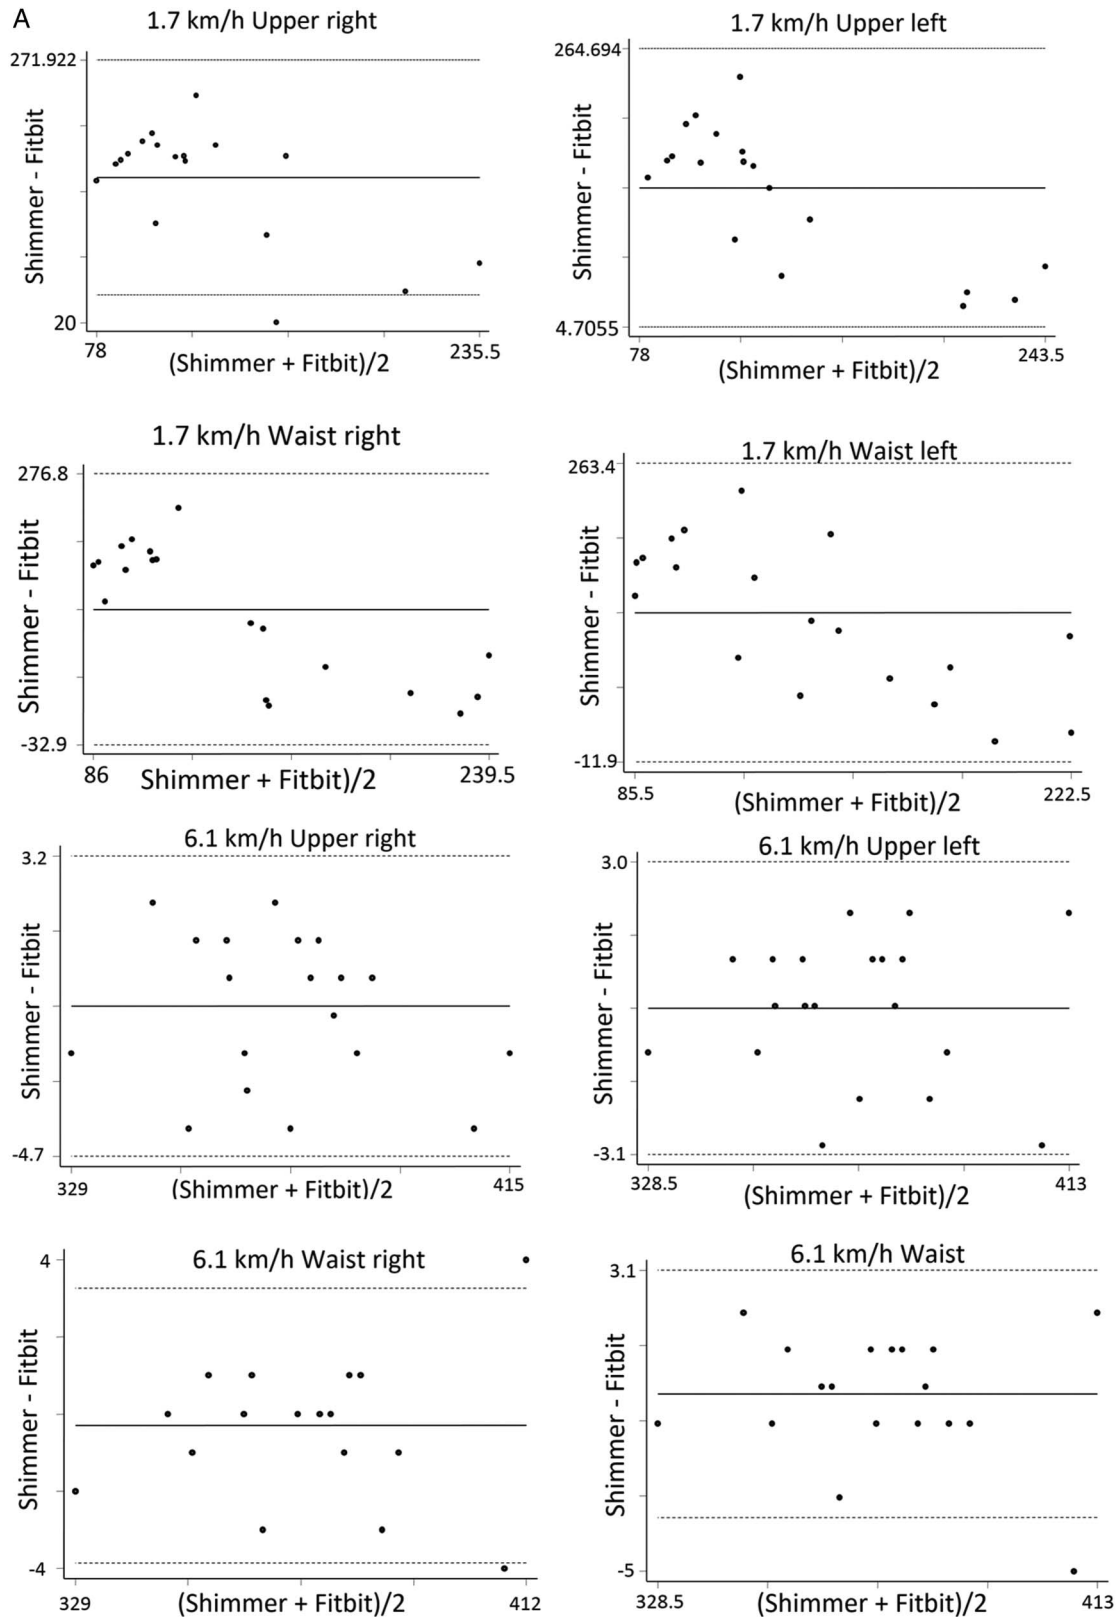 A
1.7 km/h Upper right
271.922
Shimmer - Fitbit
20
78
235.5
(Shimmer + Fitbit)/2
1.7 km/h Upper left
264.694
Shimmer - Fitbit
4.7055
78
243.5
(Shimmer + Fitbit)/2
1.7 km/h Waist right
276.8
Shimmer - Fitbit
-32.9
86
Shimmer + Fitbit)/2
239.5
1.7 km/h Waist left
263.4
Shimmer - Fitbit
-11.9
85.5
222.5
(Shimmer + Fitbit)/2
6.1 km/h Upper right
3.2
Shimmer - Fitbit
-4.7
329
(Shimmer + Fitbit)/2
415
6.1 km/h Upper left
3.0
Shimmer - Fitbit
-3.1
328.5
(Shimmer + Fitbit)/2
413
6.1 km/h Waist right
4
Shimmer - Fitbit
-4
329
(Shimmer + Fitbit)/2
412
6.1 km/h Waist
3.1
Shimmer - Fitbit
-5
328.5
(Shimmer + Fitbit)/2
413